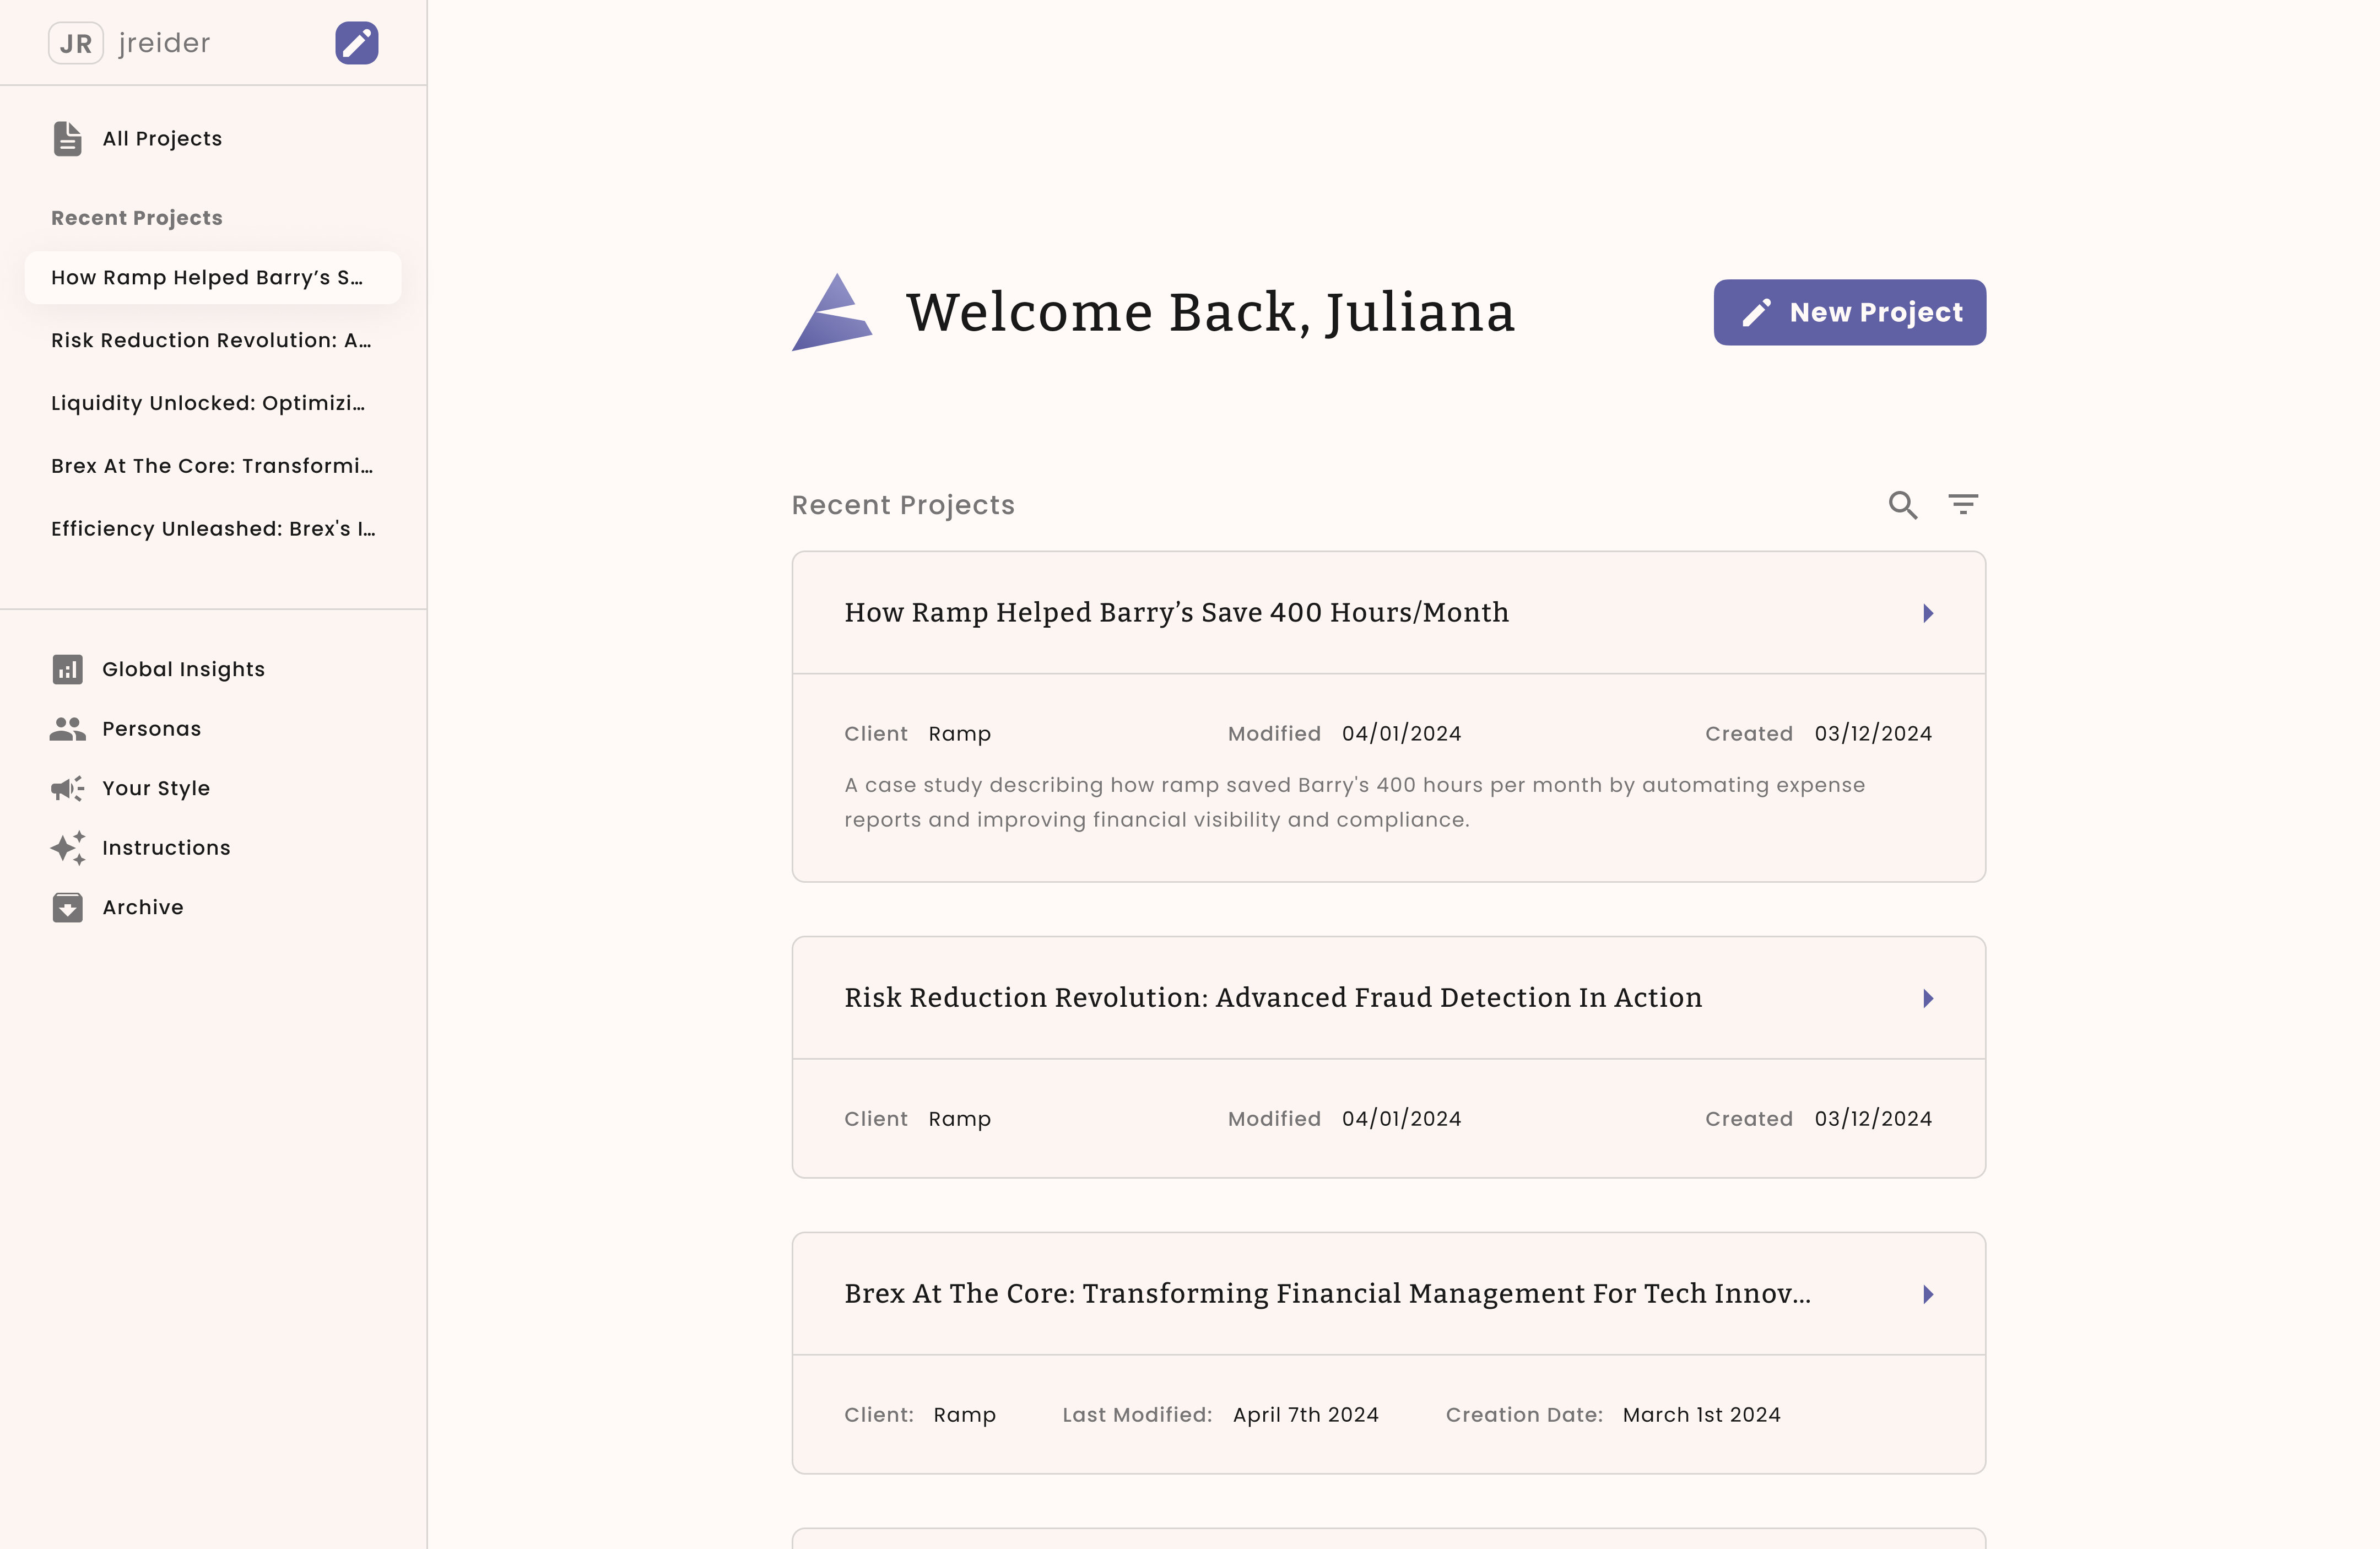 JR jreider
All Projects
Recent Projects
How Ramp Helped Barry’s S...
Risk Reduction Revolution: A...
Liquidity Unlocked: Optimizi...
Brex At The Core: Transformi...
Efficiency Unleashed: Brex's I...
Global Insights
Personas
Your Style
Instructions
Archive
Welcome Back, Juliana
New Project
Recent Projects
How Ramp Helped Barry’s Save 400 Hours/Month
Client Ramp Modified 04/01/2024 Created 03/12/2024
A case study describing how ramp saved Barry's 400 hours per month by automating expense
reports and improving financial visibility and compliance.
Risk Reduction Revolution: Advanced Fraud Detection In Action
Client Ramp Modified 04/01/2024 Created 03/12/2024
Brex At The Core: Transforming Financial Management For Tech Innov...
Client: Ramp Last Modified: April 7th 2024 Creation Date: March 1st 2024